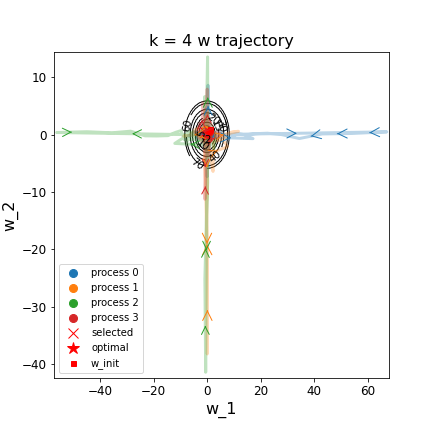 k = 4 w trajectory
w_2
10
0
−10
−20
−30
−40
60
process 0
process 1
process 2
process 3
selected
optimal
w_init
−40
−20
0
20
40
60
w_1